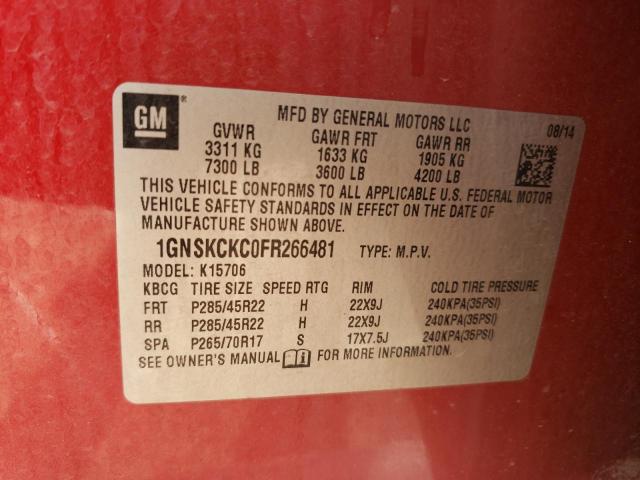 GM ®
MFD BY GENERAL MOTORS LLC 08/14
GVWR GAWR FRT GAWR RR
3311 KG 1633 KG 1905 KG
7300 LB 3600 LB 4200 LB
THIS VEHICLE CONFORMS TO ALL APPLICABLE U.S. FEDERAL MOTOR
VEHICLE SAFETY STANDARDS IN EFFECT ON THE DATE OF
MANUFACTURE SHOWN ABOVE.
1GNSKCKC0FR266481 TYPE: M.P.V.
MODEL: K15706
KBCG TIRE SIZE SPEED RTG RIM COLD TIRE PRESSURE
FRT P285/45R22 H 22X9J 240KPA(35PSI)
RR P285/45R22 H 22X9J 240KPA(35PSI)
SPA P265/70R17 S 17X7.5J 240KPA(35PSI)
SEE OWNER'S MANUAL FOR MORE INFORMATION.